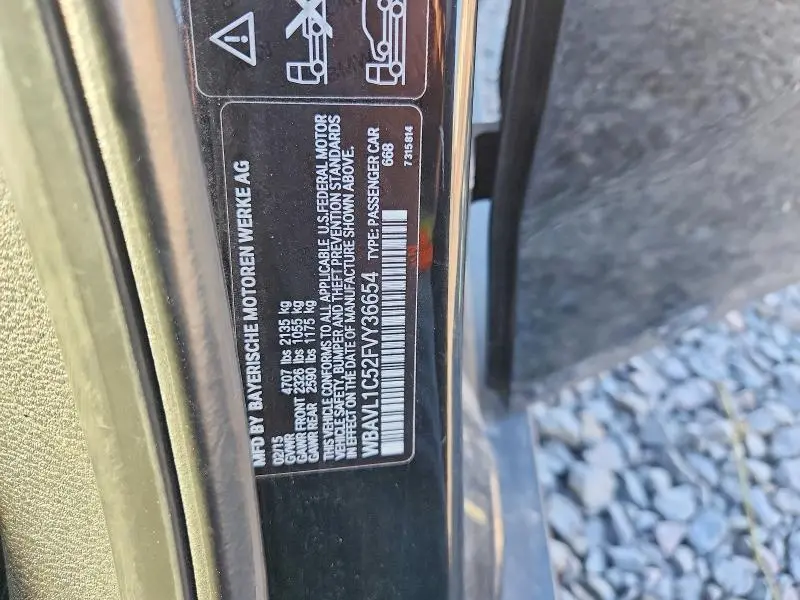 MFD BY BAYERISCHE MOTOREN WERKE AG
02/15
GVWR 4707 lbs 2135 kg
GAWR FRONT 2326 lbs 1055 kg
GAWR REAR 2590 lbs 1175 kg
THIS VEHICLE CONFORMS TO ALL APPLICABLE U.S.FEDERAL MOTOR
VEHICLE SAFETY, BUMPER AND THEFT PREVENTION STANDARDS
IN EFFECT ON THE DATE OF MANUFACTURE SHOWN ABOVE.
WBAVL1C52FVY36654 TYPE: PASSENGER CAR
668
7 315 814